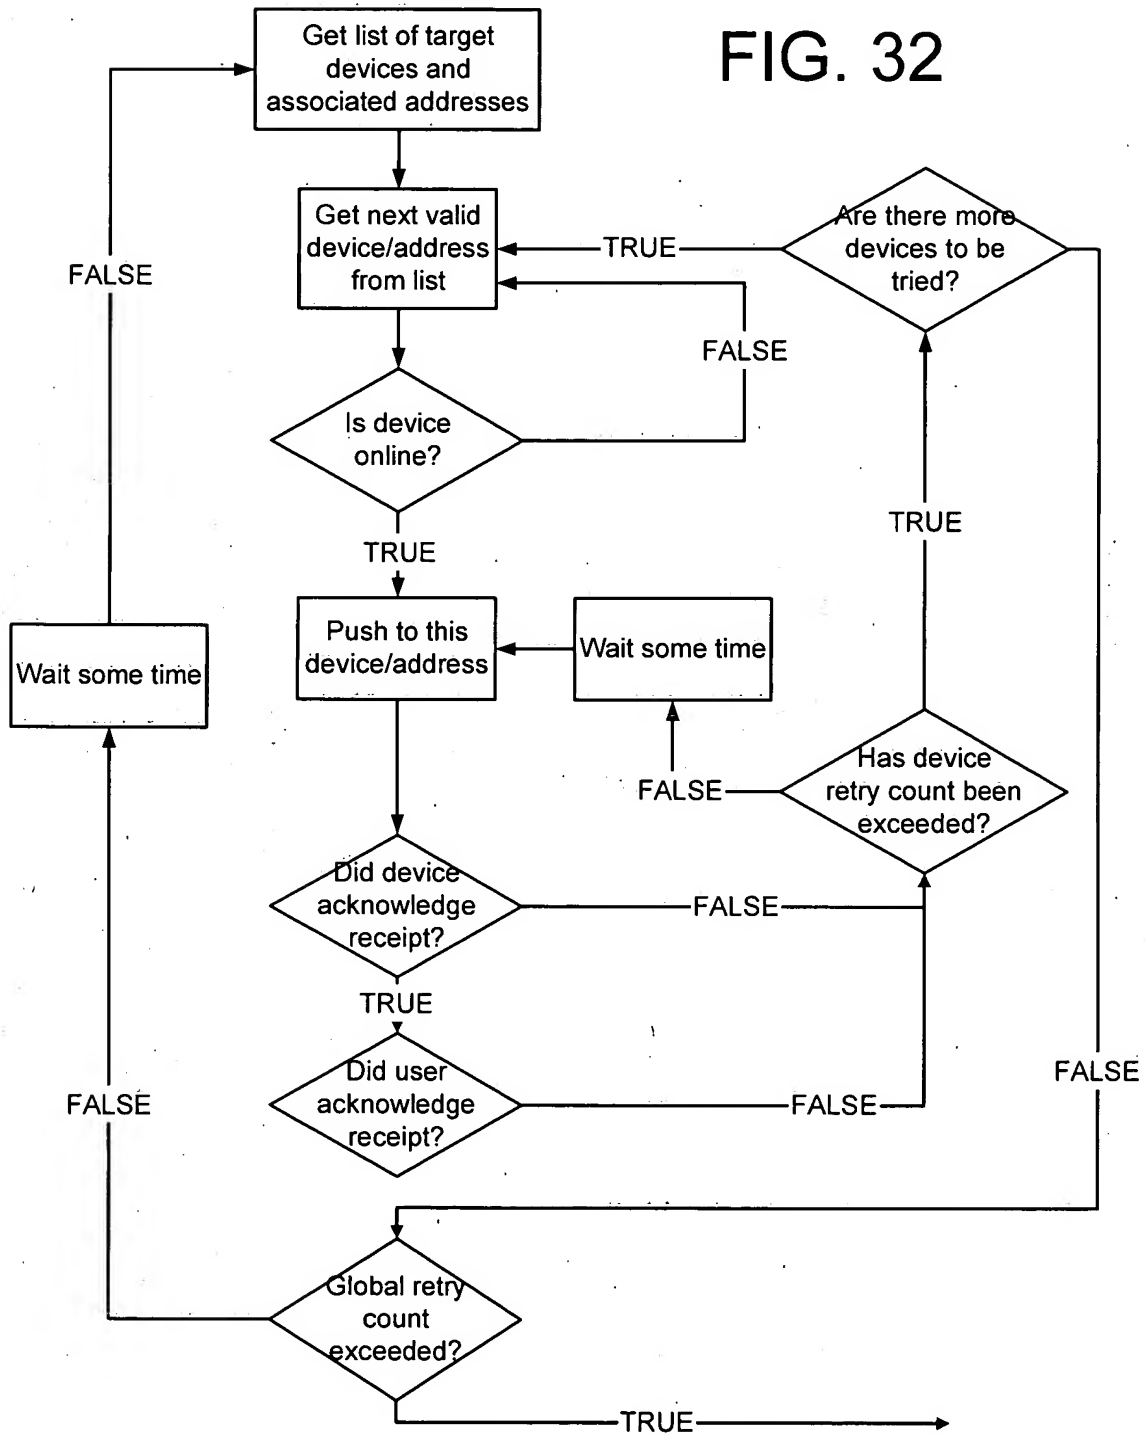 Get list of target
devices and
associated addresses
FIG. 32
Get next valid
device/address
from list
TRUE
Are there more
devices to be
tried?
FALSE
FALSE
Is device
online?
TRUE
TRUE
Push to this
device/address
Wait some time
Wait some time
Has device
retry count been
exceeded?
FALSE
Did device
acknowledge
receipt?
FALSE
TRUE
Did user
acknowledge
receipt?
FALSE
FALSE
FALSE
Global retry
count
exceeded?
TRUE